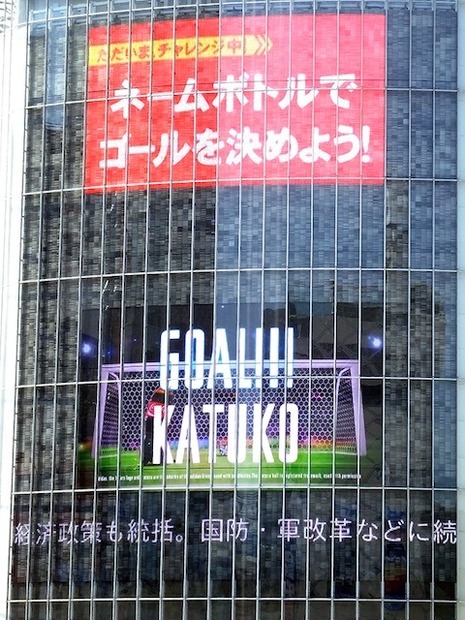 ただいま、チャレンジ中
ネームボトルで
ゴールを決めよう!
GOAL!!!
KATUKO
経済政策も統括。国防・軍改革などに続